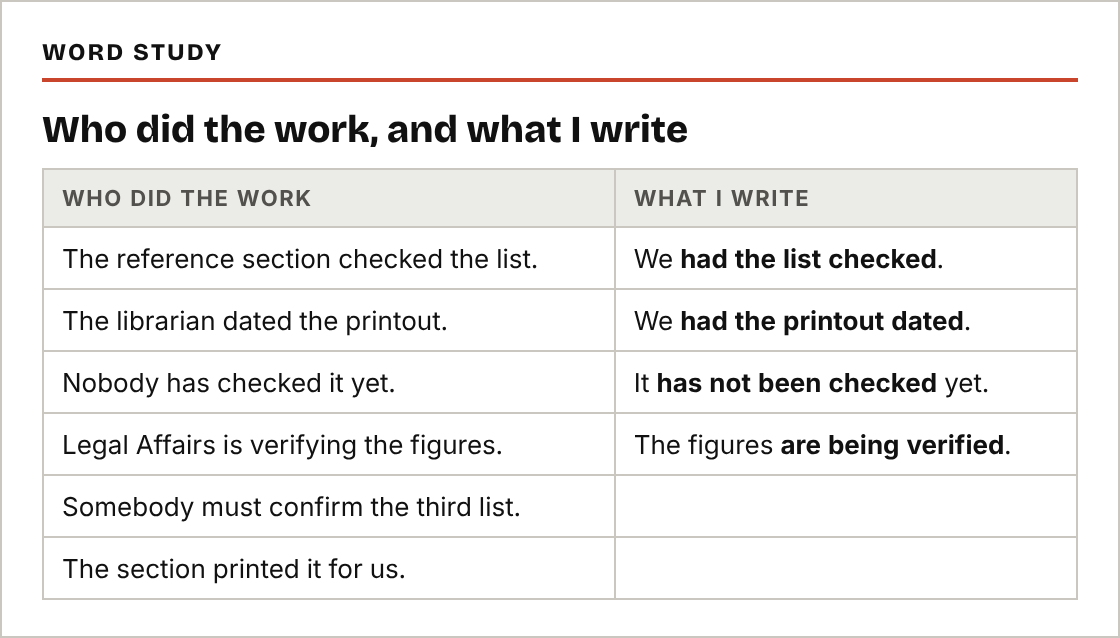 WORD STUDY
Who did the work, and what I write
WHO DID THE WORK WHAT I WRITE
The reference section checked the list. We had the list checked.
The librarian dated the printout. We had the printout dated.
Nobody has checked it yet. It has not been checked yet.
Legal Affairs is verifying the figures. The figures are being verified.
Somebody must confirm the third list.
The section printed it for us.